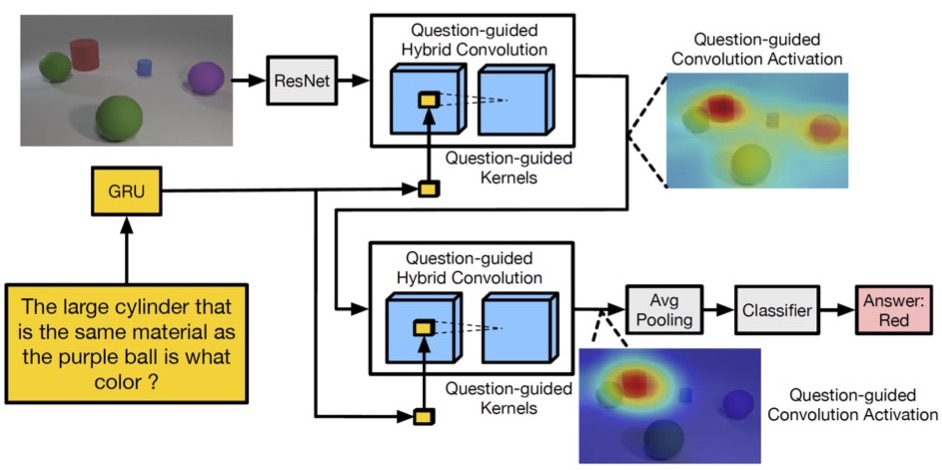 Question-guided
Hybrid Convolution
ResNet
Question-guided
Kernels
Question-guided
Convolution Activation
GRU
The large cylinder that
is the same material as
the purple ball is what
color ?
Question-guided
Hybrid Convolution
Question-guided
Kernels
Avg
Pooling
Classifier
Answer:
Red
Question-guided
Convolution Activation